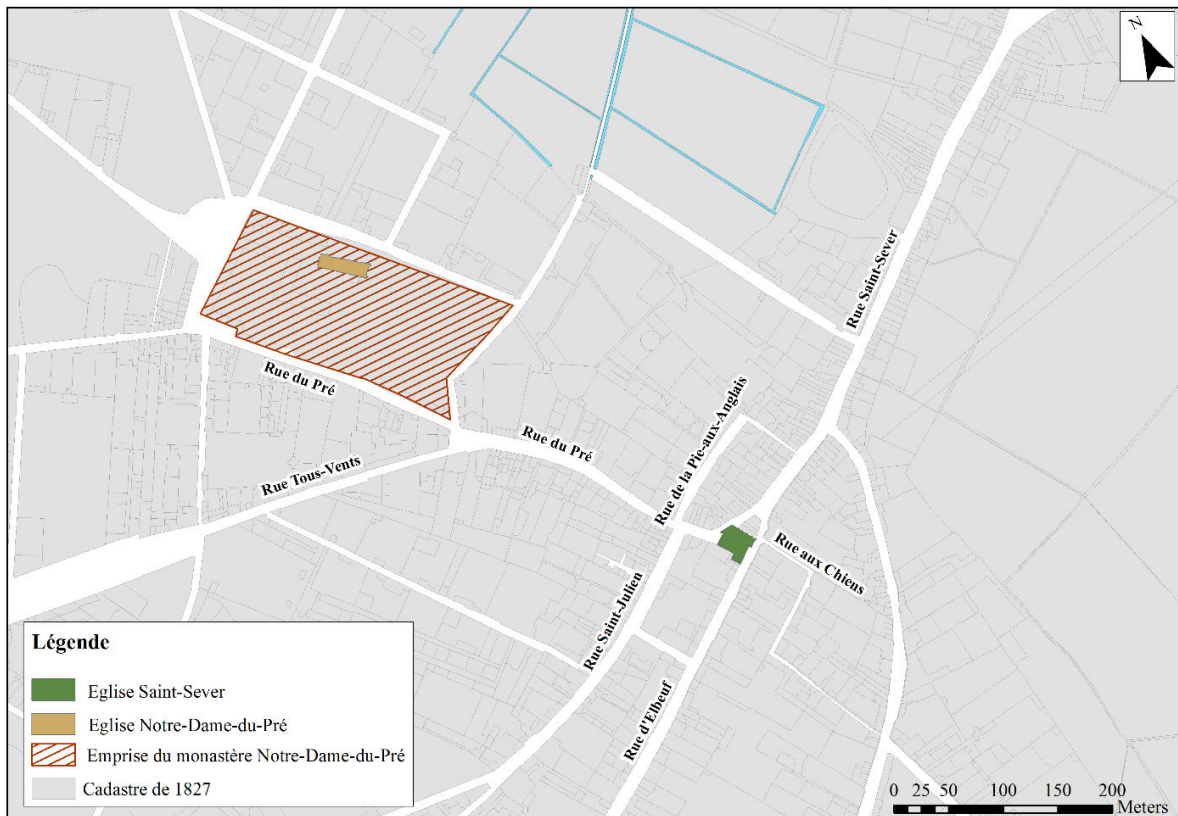 N
Rue Saint-Sever
Rue du Pré
Rue de la Pie-aux-Anglais
Rue du Pré
Rue Tous-Vents
Rue aux Chiens
Rue Saint-Julien
Rue d'Elbeuf
Légende
Eglise Saint-Sever
Eglise Notre-Dame-du-Pré
Emprise du monastère Notre-Dame-du-Pré
Cadastre de 1827
0 25 50 100 150 200
Meters